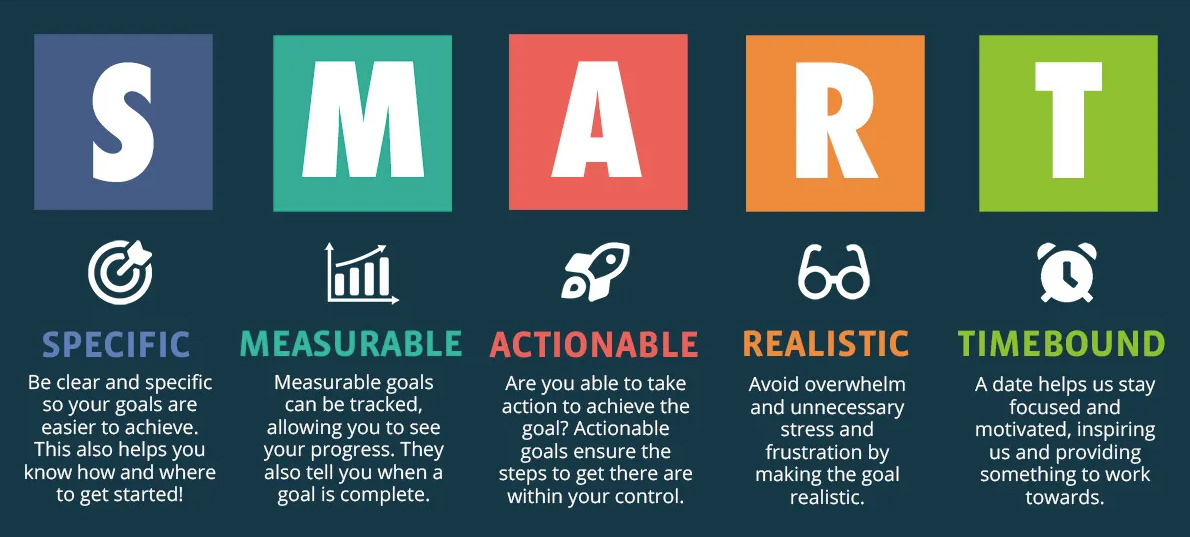 S
M
A
R
T
SPECIFIC
Be clear and specific
so your goals are
easier to achieve.
This also helps you
know how and where
to get started!
MEASURABLE
Measurable goals
can be tracked,
allowing you to see
your progress. They
also tell you when a
goal is complete.
ACTIONABLE
Are you able to take
action to achieve the
goal? Actionable
goals ensure the
steps to get there are
within your control.
REALISTIC
Avoid overwhelm
and unnecessary
stress and
frustration by
making the goal
realistic.
TIMEBOUND
A date helps us stay
focused and
motivated, inspiring
us and providing
something to work
towards.